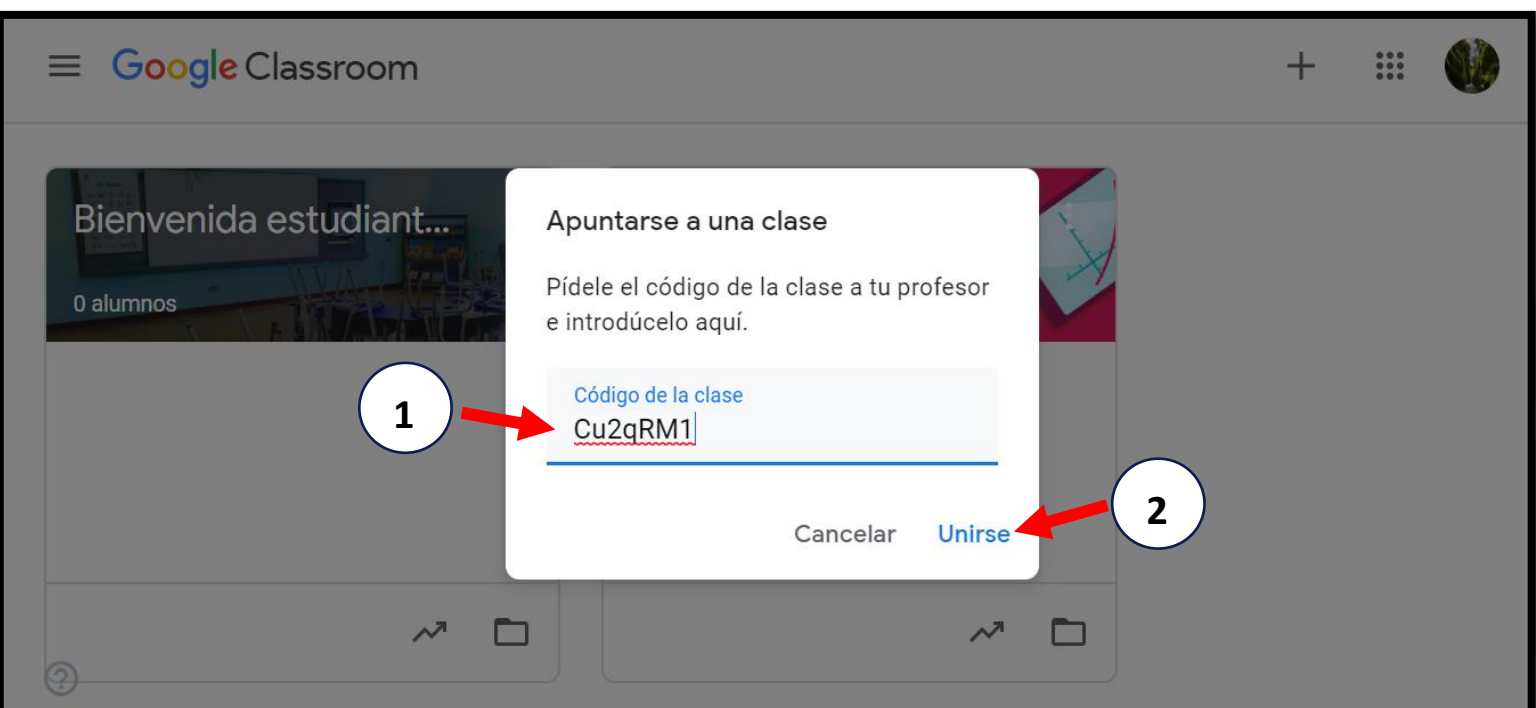 Google Classroom
Bienvenida estudiant...
0 alumnos
Apuntarse a una clase
Pídele el código de la clase a tu profesor
e introdúcelo aquí.
Código de la clase
Cu2qRM1
1
Cancelar Unirse
2